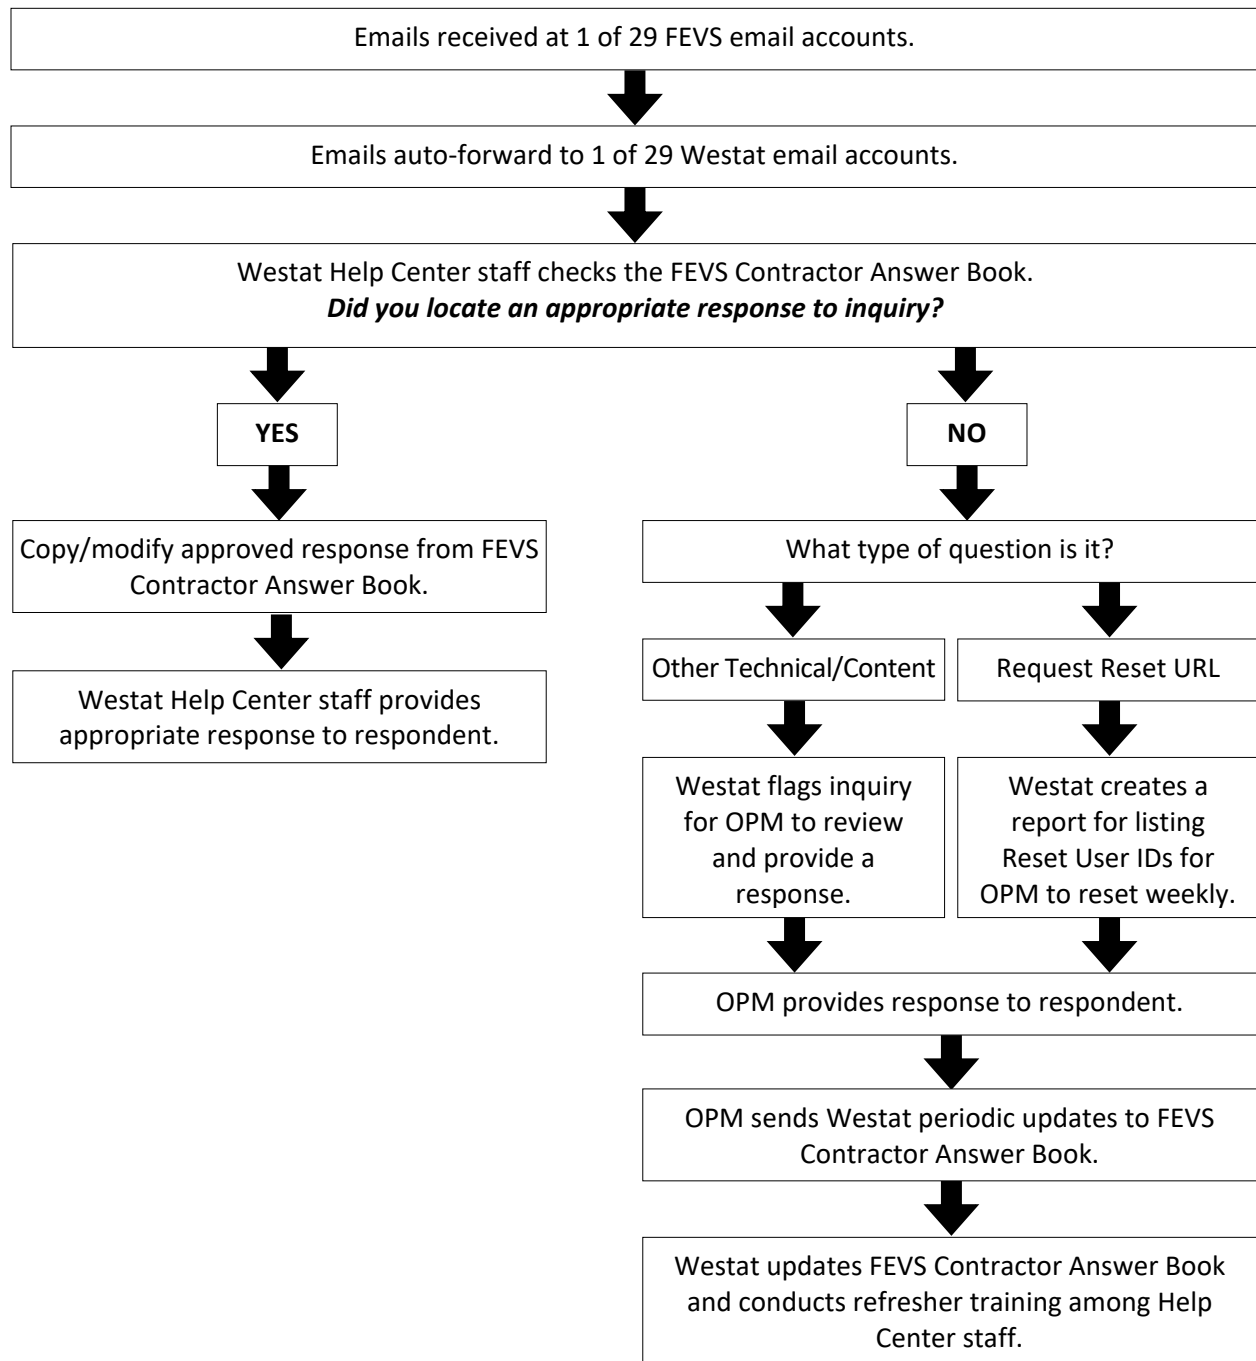 Emails received at 1 of 29 FEVS email accounts.
Emails auto-forward to 1 of 29 Westat email accounts.
Westat Help Center staff checks the FEVS Contractor Answer Book.
Did you locate an appropriate response to inquiry?
YES
NO
Copy/modify approved response from FEVS
Contractor Answer Book.
Westat Help Center staff provides
appropriate response to respondent.
What type of question is it?
Other Technical/Content
Request Reset URL
Westat flags inquiry
for OPM to review
and provide a
response.
Westat creates a
report for listing
Reset User IDs for
OPM to reset weekly.
OPM provides response to respondent.
OPM sends Westat periodic updates to FEVS
Contractor Answer Book.
Westat updates FEVS Contractor Answer Book
and conducts refresher training among Help
Center staff.